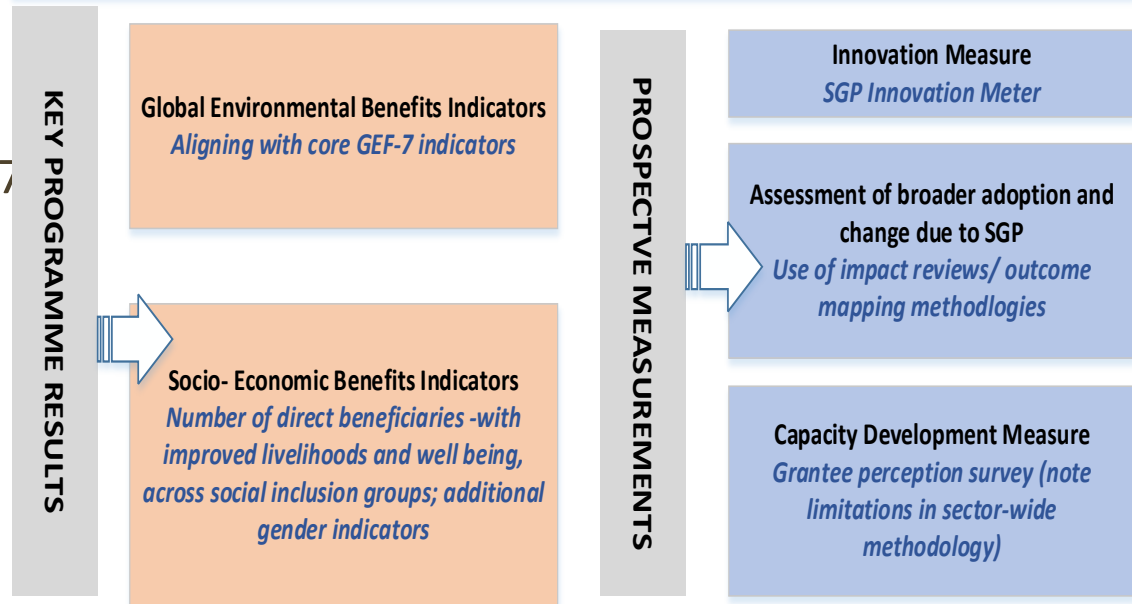 7
KEY PROGRAMME RESULTS
Global Environmental Benefits Indicators
Aligning with core GEF-7 indicators
Socio- Economic Benefits Indicators
Number of direct beneficiaries -with
improved livelihoods and well being,
across social inclusion groups; additional
gender indicators
PROSPECTVE MEASUREMENTS
Innovation Measure
SGP Innovation Meter
Assessment of broader adoption and
change due to SGP
Use of impact reviews/ outcome
mapping methodlogies
Capacity Development Measure
Grantee perception survey (note
limitations in sector-wide
methodology)